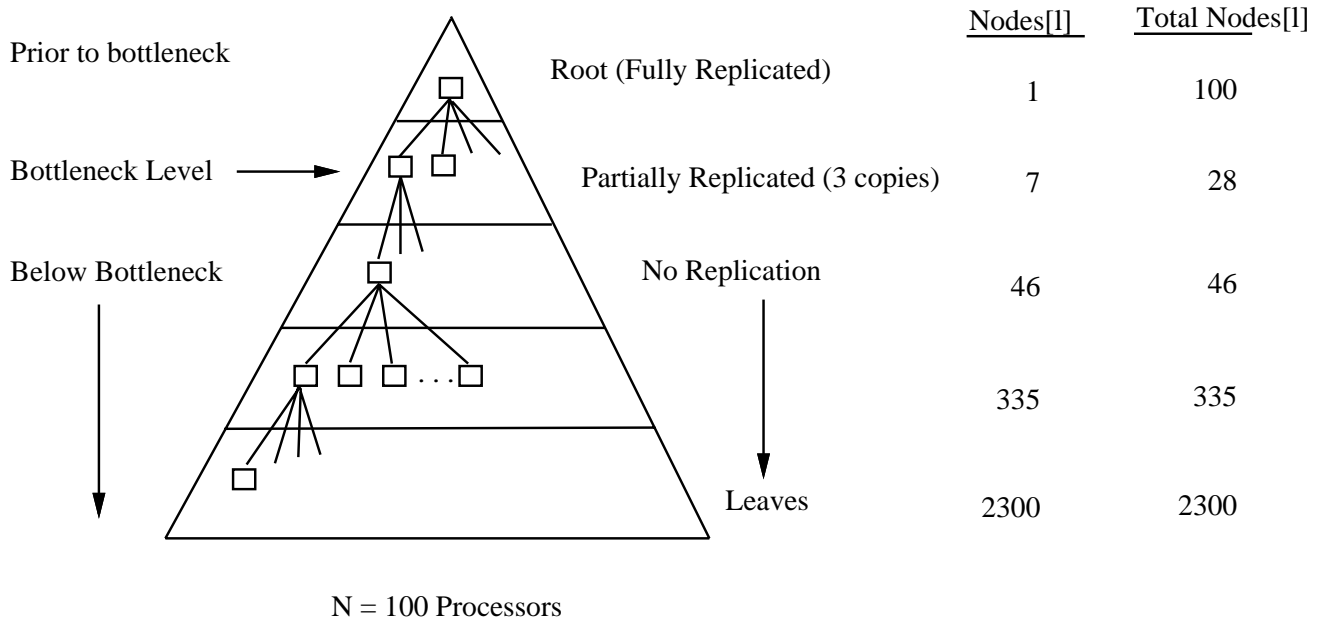 Nodes[l] Total Nodes[l]
Prior to bottleneck
Root (Fully Replicated)
1 100
Bottleneck Level
Partially Replicated (3 copies)
7 28
Below Bottleneck
No Replication
46 46
. . .
335 335
Leaves
2300 2300
N = 100 Processors